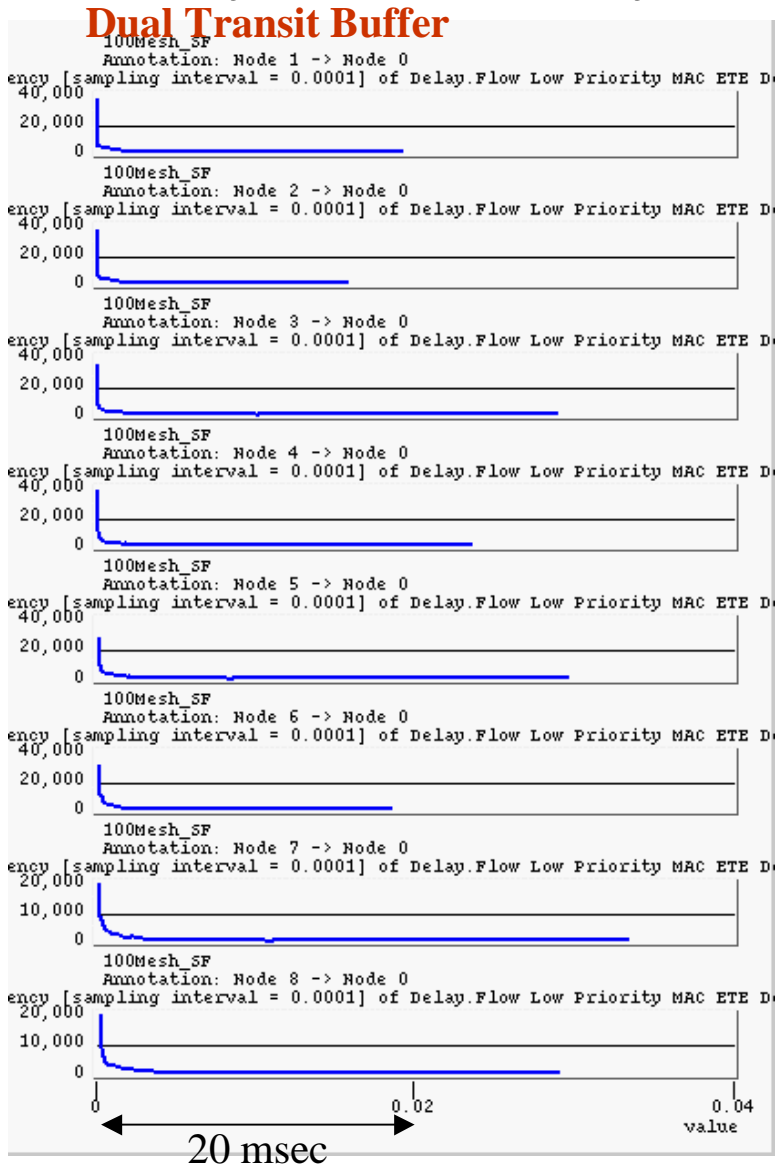 Dual Transit Buffer
100Mesh_SF
Annotation: Node 1 -> Node 0
ency [sampling interval = 0.0001] of Delay.Flow Low Priority MAC ETE De
40,000
20,000
0
100Mesh_SF
Annotation: Node 2 -> Node 0
ency [sampling interval = 0.0001] of Delay.Flow Low Priority MAC ETE De
40,000
20,000
0
100Mesh_SF
Annotation: Node 3 -> Node 0
ency [sampling interval = 0.0001] of Delay.Flow Low Priority MAC ETE De
40,000
20,000
0
100Mesh_SF
Annotation: Node 4 -> Node 0
ency [sampling interval = 0.0001] of Delay.Flow Low Priority MAC ETE De
40,000
20,000
0
100Mesh_SF
Annotation: Node 5 -> Node 0
ency [sampling interval = 0.0001] of Delay.Flow Low Priority MAC ETE De
40,000
20,000
0
100Mesh_SF
Annotation: Node 6 -> Node 0
ency [sampling interval = 0.0001] of Delay.Flow Low Priority MAC ETE De
40,000
20,000
0
100Mesh_SF
Annotation: Node 7 -> Node 0
ency [sampling interval = 0.0001] of Delay.Flow Low Priority MAC ETE De
20,000
10,000
0
100Mesh_SF
Annotation: Node 8 -> Node 0
ency [sampling interval = 0.0001] of Delay.Flow Low Priority MAC ETE De
20,000
10,000
0
0 0.02 0.04
value
20 msec